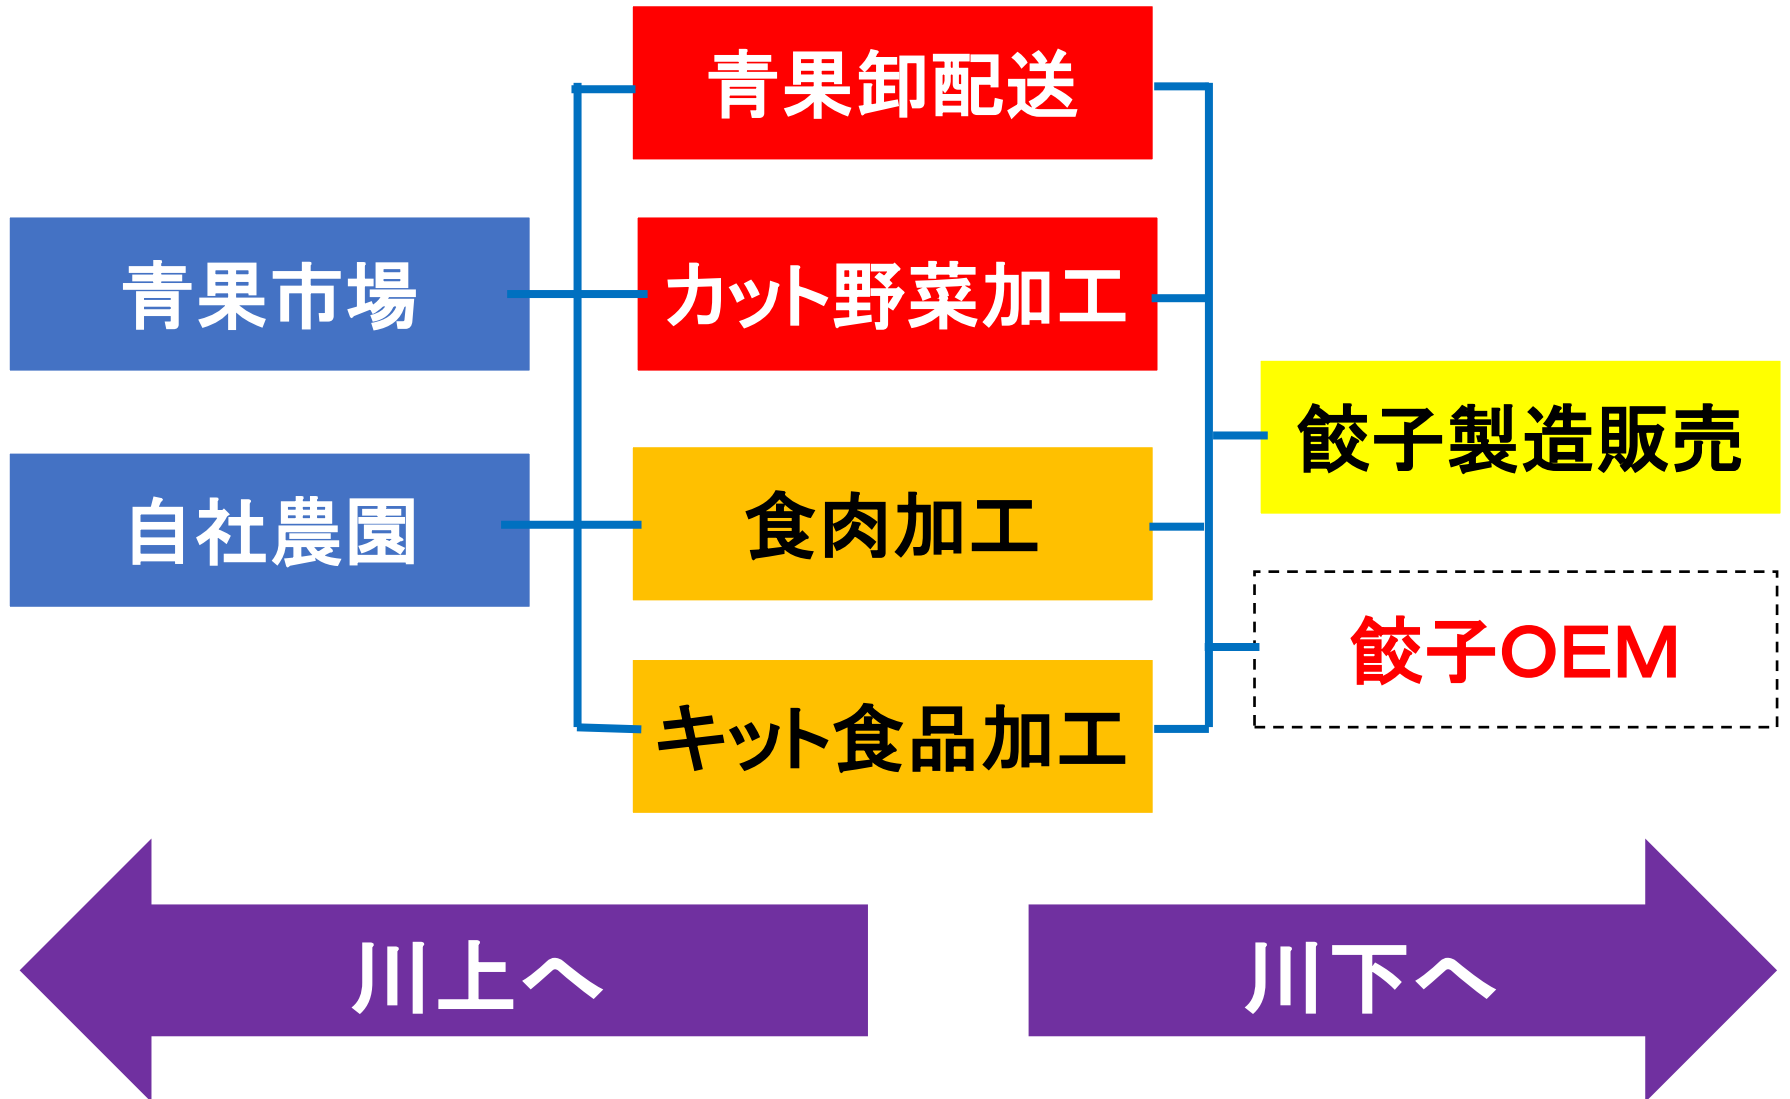 青果卸配送
青果市場
カット野菜加工
餃子製造販売
自社農園
食肉加工
餃子OEM
キット食品加工
川上へ
川下へ